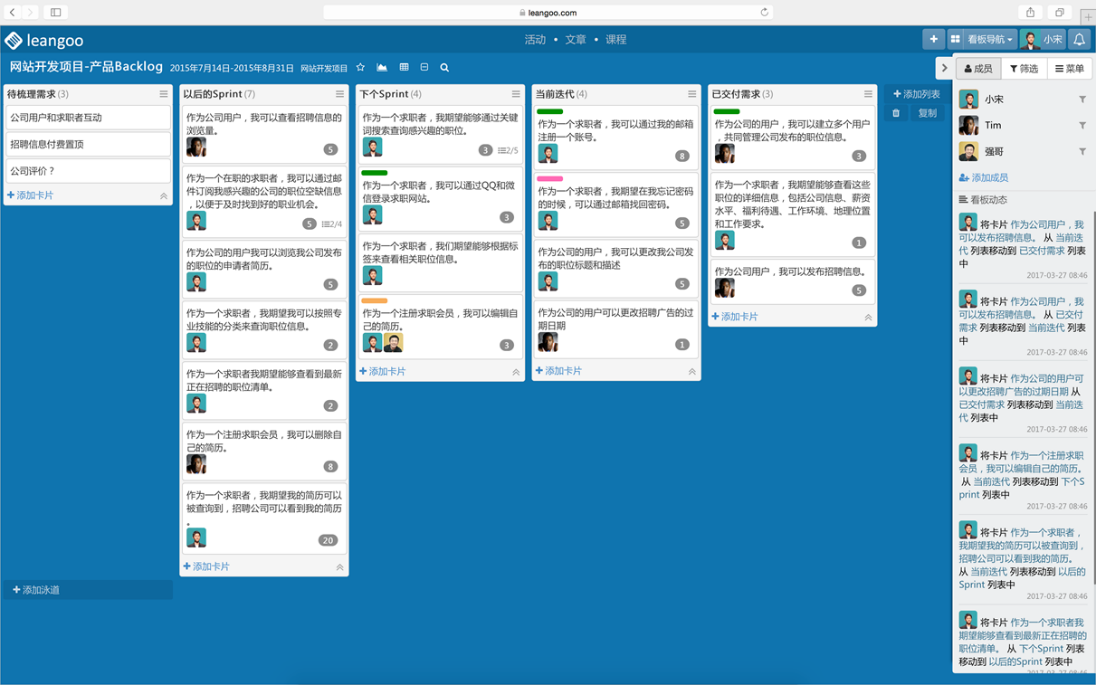 leangoo.com
leangoo
活动 • 文章 • 课程
看板导航
小宋
网站开发项目-产品Backlog 2015年7月14日-2015年8月31日 网站开发项目
待梳理需求 (3)
公司用户和求职者互动
招聘信息付费置顶
公司评价？
添加卡片
添加泳道
以后的Sprint (7)
作为公司用户，我可以看招聘信息的
浏览量。
5
作为一个在职的求职者，我可以通过邮
件订阅我感兴趣的公司的职位空缺信息
，以便于及时找到好的职业机会。
5 2/4
作为公司的用户我可以浏览我公司发布
的职位的申请者简历。
5
作为一个求职者，我期望我可以按照专
业技能的分类来查询职位信息。
2
作为一个求职者我期望能够查看到最新
正在招聘的职位清单。
2
作为一个注册求职会员，我可以删除自
己的简历。
8
作为一个求职者，我期望我的简历可以
被查询到，招聘公司可以看到我的简历
。
20
添加卡片
下个Sprint (4)
作为一个求职者，我期望能够通过关键
词搜索查询感兴趣的职位。
3 2/5
作为一个求职者，我可以通过QQ和微
信登录求职网站。
3
作为一个求职者，我们期望能够根据标
签来查看相关职位信息。
作为一个注册求职会员，我可以编辑自
己的简历。
3
添加卡片
当前迭代 (4)
作为一个求职者，我可以通过我的邮箱
注册一个账号。
8
作为一个求职者，我期望在我忘记密码
的时候，可以通过邮箱找回密码。
5
作为公司的用户，我可以更改我公司发
布的职位标题和描述
5
作为公司的用户可以更改招聘广告的过
期日期
1
添加卡片
已交付需求 (3)
作为公司的用户，我可以建立多个用户
，共同管理公司发布的职位信息。
3
作为一个求职者，我期望能够查看这些
职位的详细信息，包括公司信息、薪资
水平、福利待遇、工作环境、地理位置
和工作要求。
1
作为公司用户，我可以发布招聘信息。
5
添加卡片
添加列表
复制
成员 筛选 菜单
小宋
Tim
强哥
添加成员
看板动态
将卡片 作为公司用户，我
可以发布招聘信息。 从 当前迭
代 列表移动到 已交付需求 列表
中
2017-03-27 08:46
将卡片 作为公司用户，我
可以发布招聘信息。 从 已交付
需求 列表移动到 当前迭代 列表
中
2017-03-27 08:46
将卡片 作为公司的用户可
以更改招聘广告的过期日期 从
已交付需求 列表移动到 当前迭
代 列表中
2017-03-27 08:46
将卡片 作为一个注册求职
会员，我可以编辑自己的简历。
从 当前迭代 列表移动到 下个S
print 列表中
2017-03-27 08:46
将卡片 作为一个求职者，
我期望我的简历可以被查询到，
招聘公司可以看到我的简历。
从 当前迭代 列表移动到 以后的
Sprint 列表中
2017-03-27 08:46
将卡片 作为一个求职者我
期望能够查看到最新正在招聘的
职位清单。 从 下个Sprint 列表
移动到 以后的Sprint 列表中